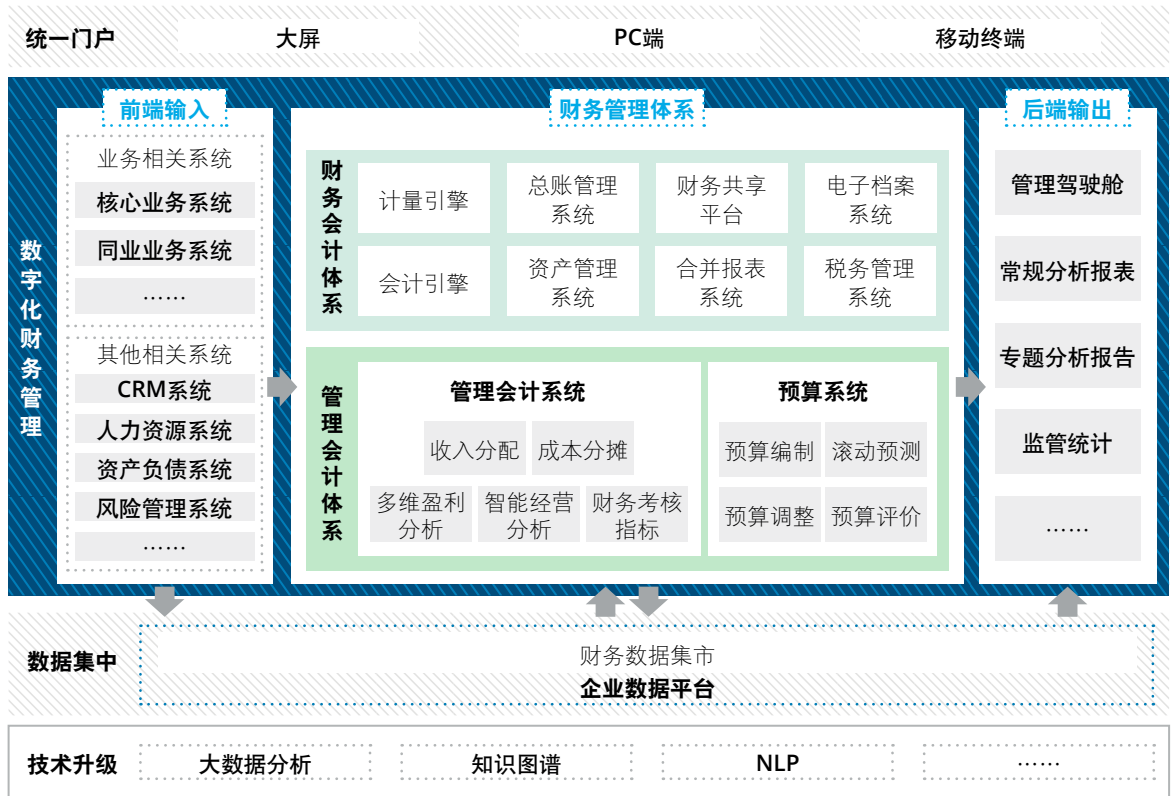 统一门户
大屏
PC端
移动终端
数字化财务管理
前端输入
业务相关系统
核心业务系统
同业业务系统
……
其他相关系统
CRM系统
人力资源系统
资产负债系统
风险管理系统
……
财务管理体系
财务会计体系
计量引擎
总账管理
系统
财务共享
平台
电子档案
系统
会计引擎
资产管理
系统
合并报表
系统
税务管理
系统
管理会计体系
管理会计系统
收入分配
成本分摊
多维盈利
分析
智能经营
分析
财务考核
指标
预算系统
预算编制
滚动预测
预算调整
预算评价
后端输出
管理驾驶舱
常规分析报表
专题分析报告
监管统计
……
数据集中
财务数据集市
企业数据平台
技术升级
大数据分析
知识图谱
NLP
……